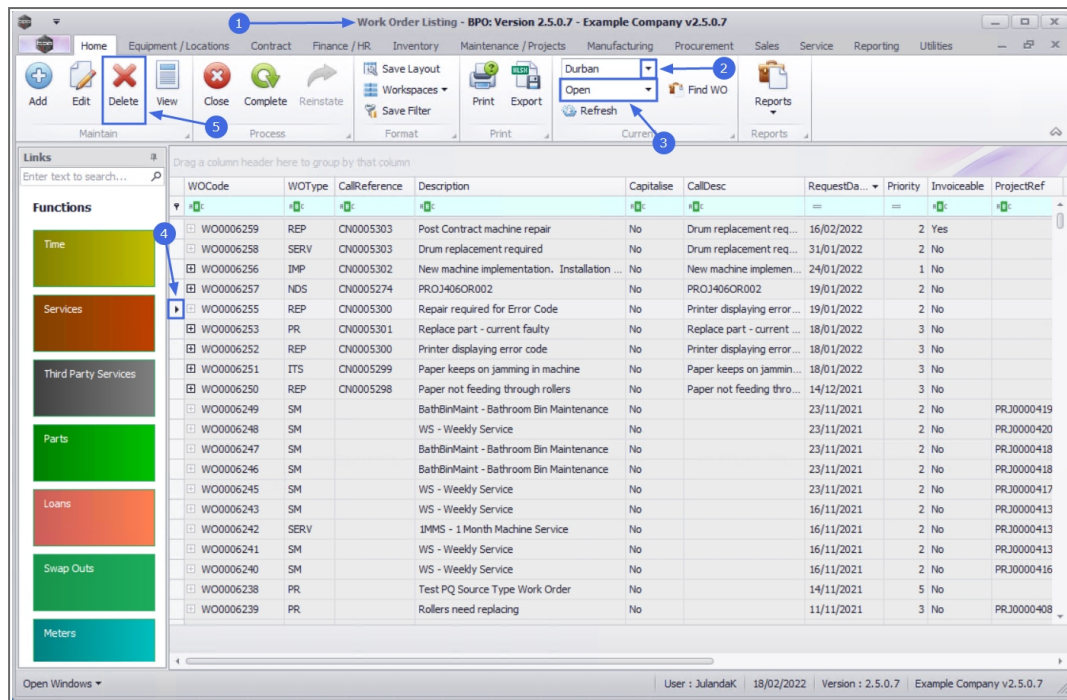 1 Work Order Listing - BPO: Version 2.5.0.7 - Example Company v2.5.0.7
Home Equipment / Locations Contract Finance / HR Inventory Maintenance / Projects Manufacturing Procurement Sales Service Reporting Utilities
Add Edit Delete View Close Complete Reinstate
Save Layout
Workspaces
Save Filter
Print Export
Durban 2
Open Find WO
Refresh
Reports
5 3
Maintain Process Format Print Curren Reports
Links
Enter text to search...
Functions
4
Time
Services
Third Party Services
Parts
Loans
Swap Outs
Meters
Drag a column header here to group by that column
WOCode WOType CallReference Description Capitalise CallDesc RequestDa... Priority Invoiceable ProjectRef
WO0006259 REP CN0005303 Post Contract machine repair No Drum replacement req... 16/02/2022 2 Yes
WO0006258 SERV CN0005303 Drum replacement required No Drum replacement req... 31/01/2022 2 No
WO0006256 IMP CN0005302 New machine implementation. Installation ... No New machine implemen... 24/01/2022 1 No
WO0006257 NDS CN0005274 PROJ406OR002 No PROJ406OR002 19/01/2022 2 No
WO0006255 REP CN0005300 Repair required for Error Code No Printer displaying error... 19/01/2022 2 No
WO0006253 PR CN0005301 Replace part - current faulty No Replace part - current ... 18/01/2022 3 No
WO0006252 REP CN0005300 Printer displaying error code No Printer displaying error... 18/01/2022 3 No
WO0006251 ITS CN0005299 Paper keeps on jamming in machine No Paper keeps on jammin... 18/01/2022 3 No
WO0006250 REP CN0005298 Paper not feeding through rollers No Paper not feeding thro... 14/12/2021 3 No
WO0006249 SM BathBinMaint - Bathroom Bin Maintenance No 23/11/2021 2 No PRJ0000419
WO0006248 SM WS - Weekly Service No 23/11/2021 2 No PRJ0000420
WO0006247 SM BathBinMaint - Bathroom Bin Maintenance No 23/11/2021 2 No PRJ0000418
WO0006246 SM BathBinMaint - Bathroom Bin Maintenance No 23/11/2021 2 No PRJ0000418
WO0006245 SM WS - Weekly Service No 23/11/2021 2 No PRJ0000417
WO0006243 SM WS - Weekly Service No 16/11/2021 2 No PRJ0000413
WO0006242 SERV 1MMS - 1 Month Machine Service No 16/11/2021 2 No PRJ0000413
WO0006241 SM WS - Weekly Service No 16/11/2021 2 No PRJ0000413
WO0006240 SM WS - Weekly Service No 16/11/2021 2 No PRJ0000416
WO0006238 PR Test PQ Source Type Work Order No 14/11/2021 5 No
WO0006239 PR Rollers need replacing No 11/11/2021 3 No PRJ0000408
Open Windows User : JulandaK 18/02/2022 Version : 2.5.0.7 Example Company v2.5.0.7